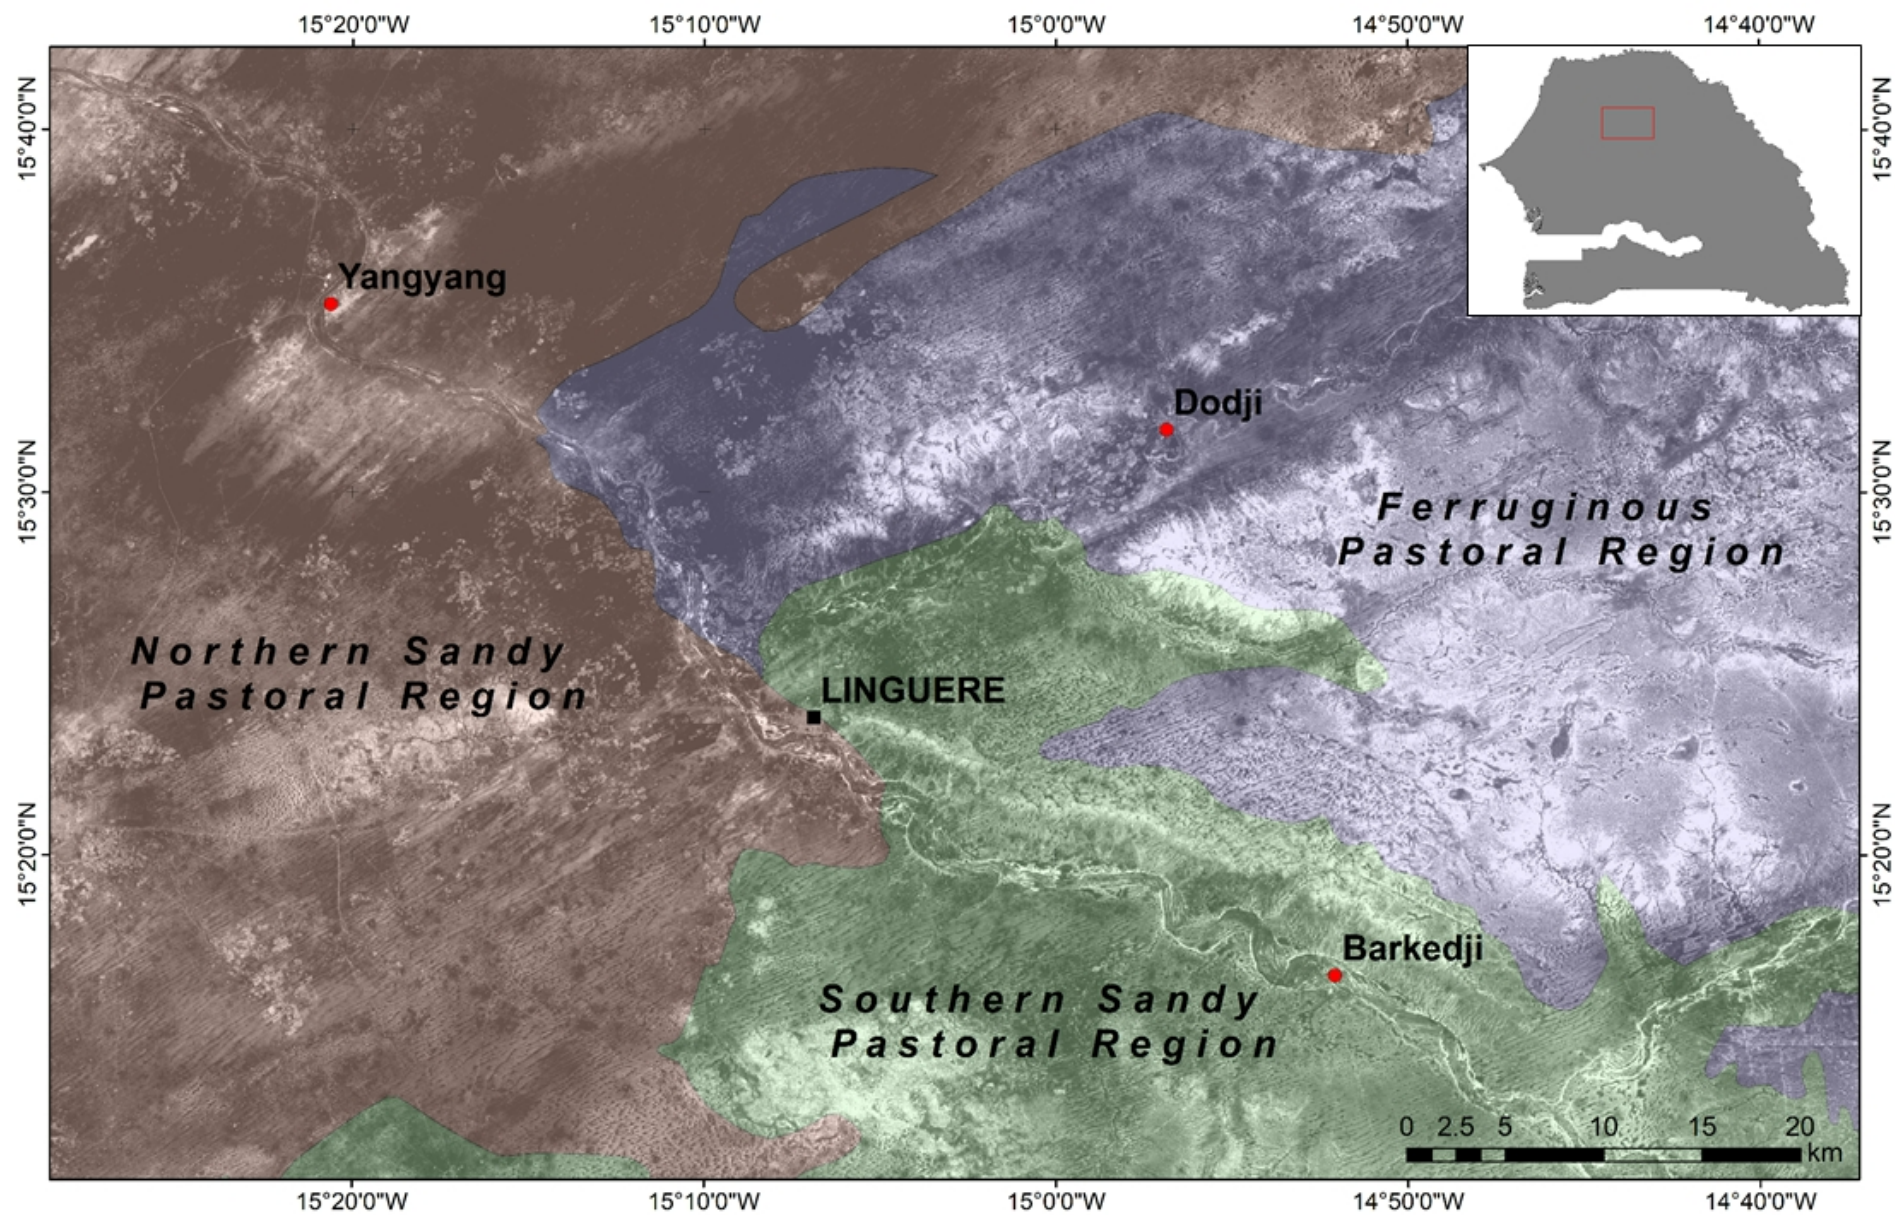 15°20'0"W 15°10'0"W 15°0'0"W 14°50'0"W 14°40'0"W
15°40'0"N
15°40'0"N
Yangyang
Dodji
15°30'0"N
15°30'0"N
Ferruginous
Pastoral Region
Northern Sandy
Pastoral Region
LINGUERE
15°20'0"N
15°20'0"N
Barkedji
Southern Sandy
Pastoral Region
0 2.5 5 10 15 20
km
15°20'0"W 15°10'0"W 15°0'0"W 14°50'0"W 14°40'0"W